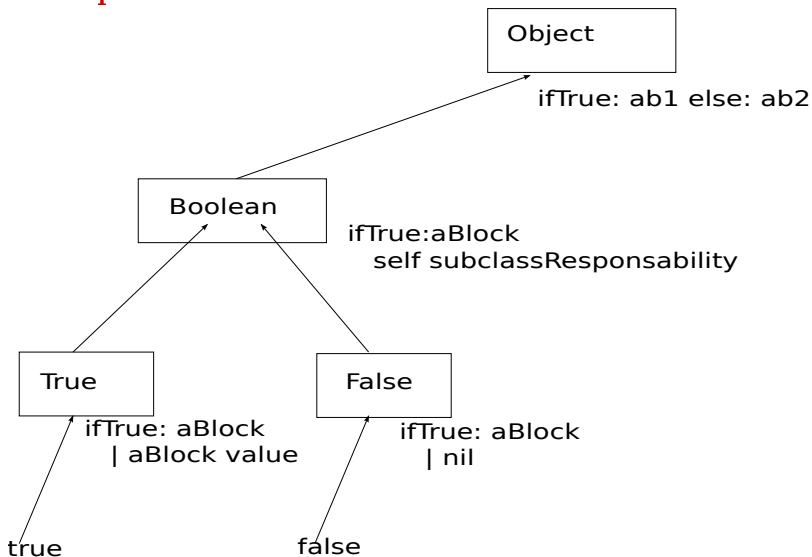 Object
ifTrue: ab1 else: ab2
Boolean
ifTrue:aBlock
self subclassResponsability
True
False
ifTrue: aBlock
| aBlock value
ifTrue: aBlock
| nil
true
false